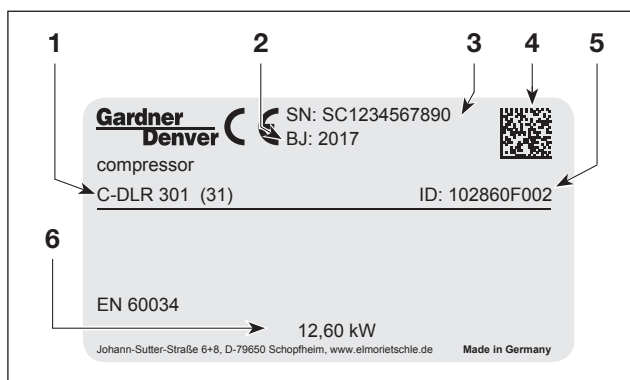 1 2 3 4 5
Gardner
Denver
CE
SN: SC1234567890
BJ: 2017
compressor
C-DLR 301 (31) ID: 102860F002
6
EN 60034
12,60 kW
Johann-Sutter-Straße 6+8, D-79650 Schopfheim, www.elmorietschle.de Made in Germany